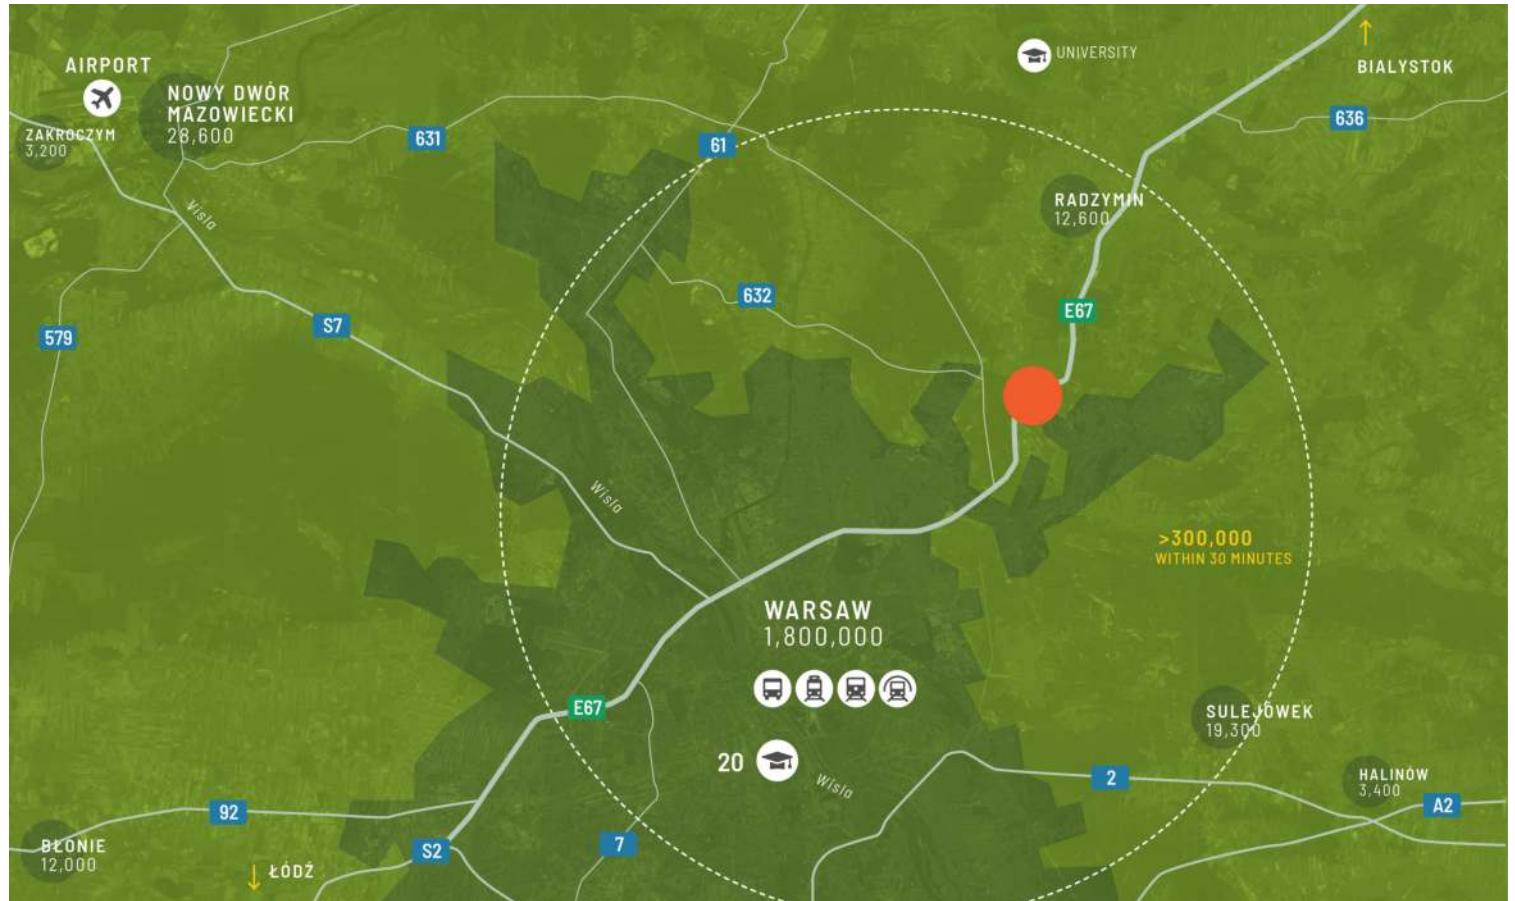 AIRPORT
NOWY DWÓR
MAZOWIECKI
28,600
ZAKROCZYM
3,200
UNIVERSITY
BIALYSTOK
631
61
636
RADZYMIN
12,600
Visla
632
E67
S7
579
Wisla
>300,000
WITHIN 30 MINUTES
WARSAW
1,800,000
E67
SULEJÓWEK
19,300
20
Wisla
2
HALINÓW
3,400
A2
92
7
S2
BŁONIE
12,000
ŁÓDŹ